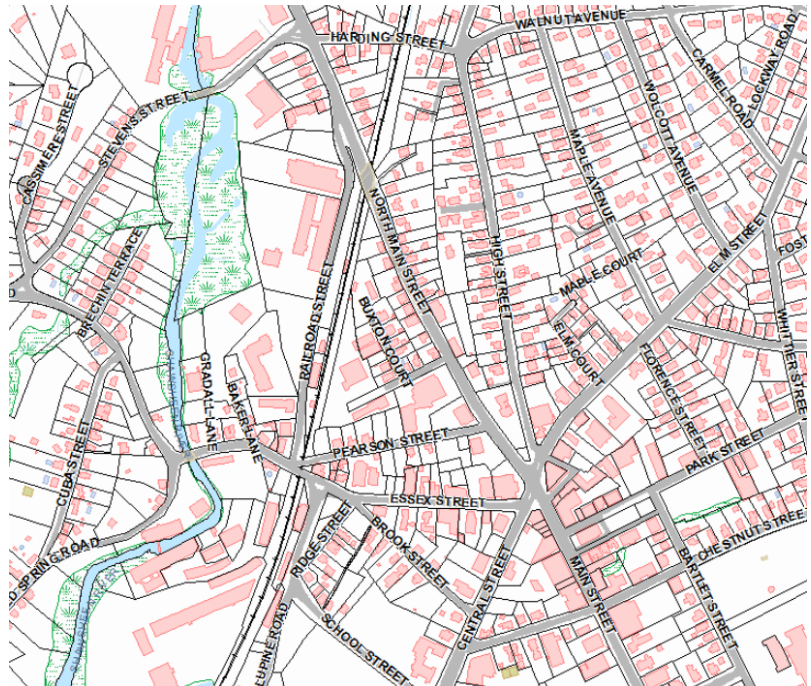 WALNUT AVENUE
HARDING STREET
CARMEL ROAD
LOCKWAY ROAD
STEVENS STREET
CASSIMERE STREET
WOLCOTT AVENUE
MAPLE AVENUE
NORTH MAIN STREET
HIGH STREET
ELM STREET
FOS
BRECHIN TERRACE
MAPLE COURT
D
RAILROAD STREET
BUXTON COURT
ELM COURT
WHITTIER STREET
FLORENCE STREET
GRADALL LANE
BAKER LANE
PEARSON STREET
PARK STREET
CUBA STREET
ESSEX STREET
D SPRING ROAD
RIDGE STREET
BROOK STREET
CHESTNUT STREE
CENTRAL STREET
MAIN STREET
BARTLET STREET
LUPINE ROAD
SCHOOL STREET